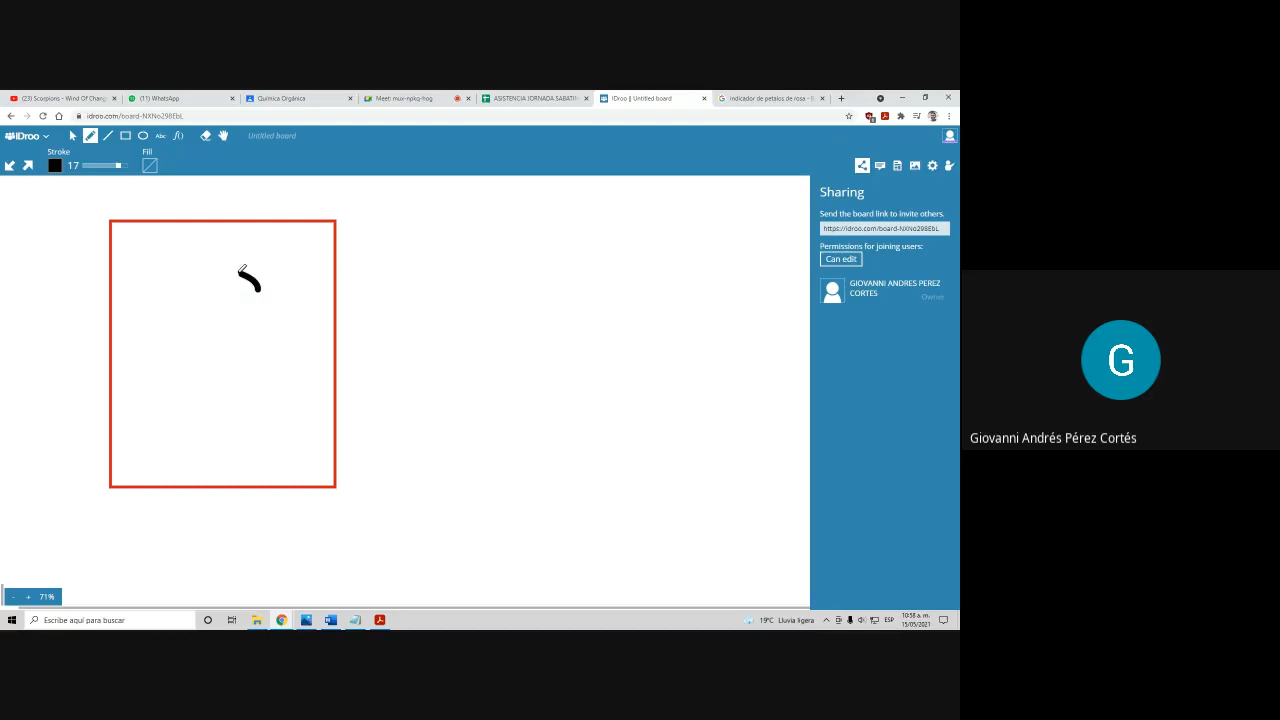 (23) Scorpions - Wind Of Chang
(11) WhatsApp
Química Orgánica
Meet: mux-npkq-hog
ASISTENCIA JORNADA SABATI
IDroo || Untitled board
indicador de petalos de rosa - B
idroo.com/board-NXNo298EbL
IDroo
Abc
f()
Untitled board
Stroke
Fill
17
Sharing
Send the board link to invite others.
https://idroo.com/board-NXNo298EbL
Permissions for joining users:
Can edit
GIOVANNI ANDRES PEREZ
CORTES
Owner
G
Giovanni Andrés Pérez Cortés
- + 71%
Escribe aquí para buscar
19°C Lluvia ligera
ESP
10:58 a. m.
15/05/2021